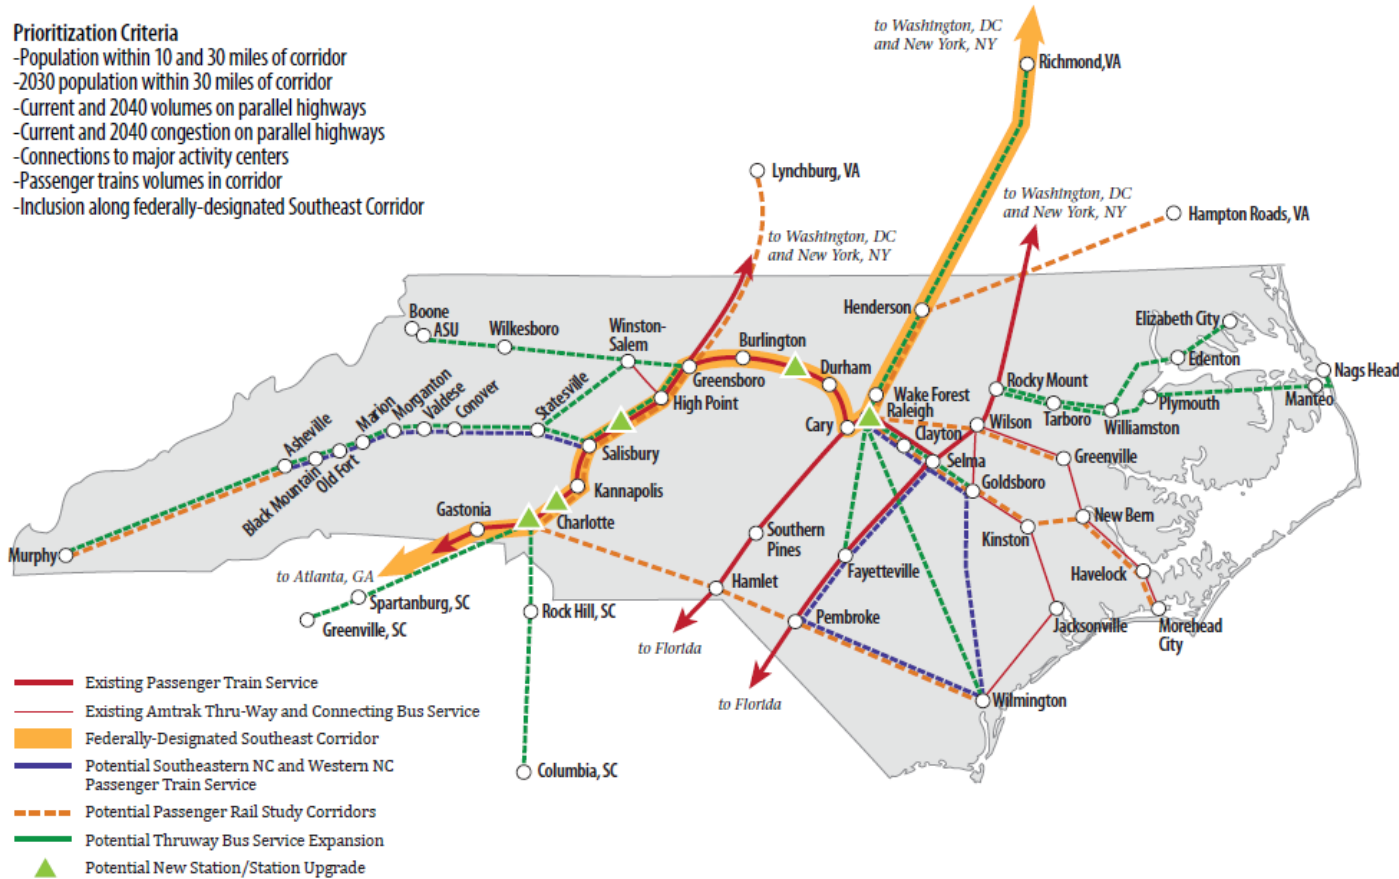 Prioritization Criteria
-Population within 10 and 30 miles of corridor
-2030 population within 30 miles of corridor
-Current and 2040 volumes on parallel highways
-Current and 2040 congestion on parallel highways
-Connections to major activity centers
-Passenger trains volumes in corridor
-Inclusion along federally-designated Southeast Corridor
to Washington, DC
and New York, NY
Richmond,VA
Lynchburg, VA
to Washington, DC
and New York, NY
Hampton Roads, VA
to Washington, DC
and New York, NY
Henderson
Boone
ASU
Wilkesboro
Winston-
Salem
Burlington
Greensboro
Durham
High Point
Elizabeth City
Edenton
Nags Head
Manteo
Rocky Mount
Plymouth
Tarboro
Williamston
Wake Forest
Raleigh
Cary
Clayton
Wilson
Selma
Greenville
Goldsboro
Asheville
Black Mountain
Old Fort
Marion
Morganton
Valdese
Conover
Statesville
Salisbury
Kannapolis
Gastonia
Charlotte
Southern
Pines
Kinston
New Bern
Murphy
to Atlanta, GA
Hamlet
Fayetteville
Havelock
Spartanburg, SC
Greenville, SC
Rock Hill, SC
Pembroke
Jacksonville
Morehead
City
to Florida
to Florida
Wilmington
Columbia, SC
Existing Passenger Train Service
Existing Amtrak Thru-Way and Connecting Bus Service
Federally-Designated Southeast Corridor
Potential Southeastern NC and Western NC
Passenger Train Service
Potential Passenger Rail Study Corridors
Potential Thruway Bus Service Expansion
Potential New Station/Station Upgrade